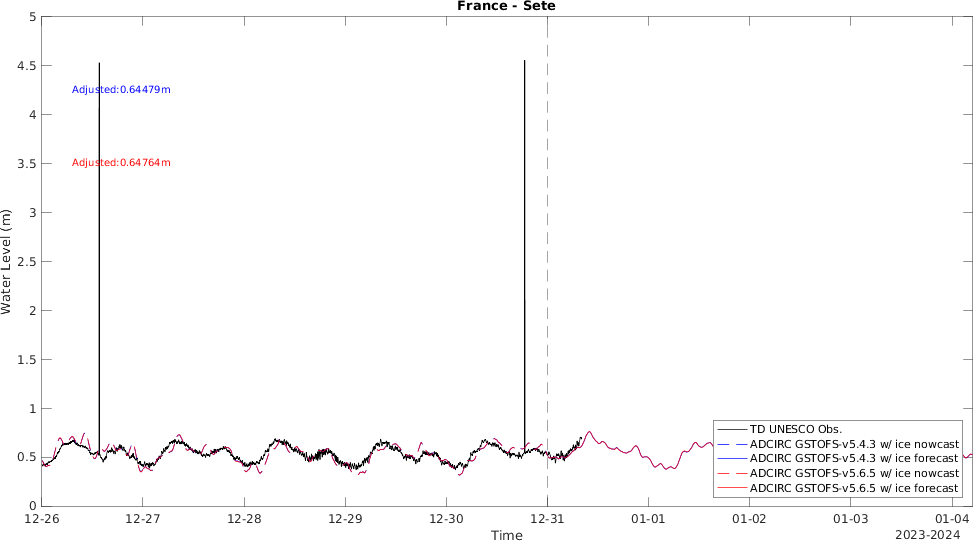 France - Sete
5
4.5
4
3.5
3
2.5
2
1.5
1
0.5
0
Water Level (m)
Adjusted:0.64479m
Adjusted:0.64764m
TD UNESCO Obs.
ADCIRC GSTOFS-v5.4.3 w/ ice nowcast
ADCIRC GSTOFS-v5.4.3 w/ ice forecast
ADCIRC GSTOFS-v5.6.5 w/ ice nowcast
ADCIRC GSTOFS-v5.6.5 w/ ice forecast
12-26 12-27 12-28 12-29 12-30 12-31 01-01 01-02 01-03 01-04
Time
2023-2024